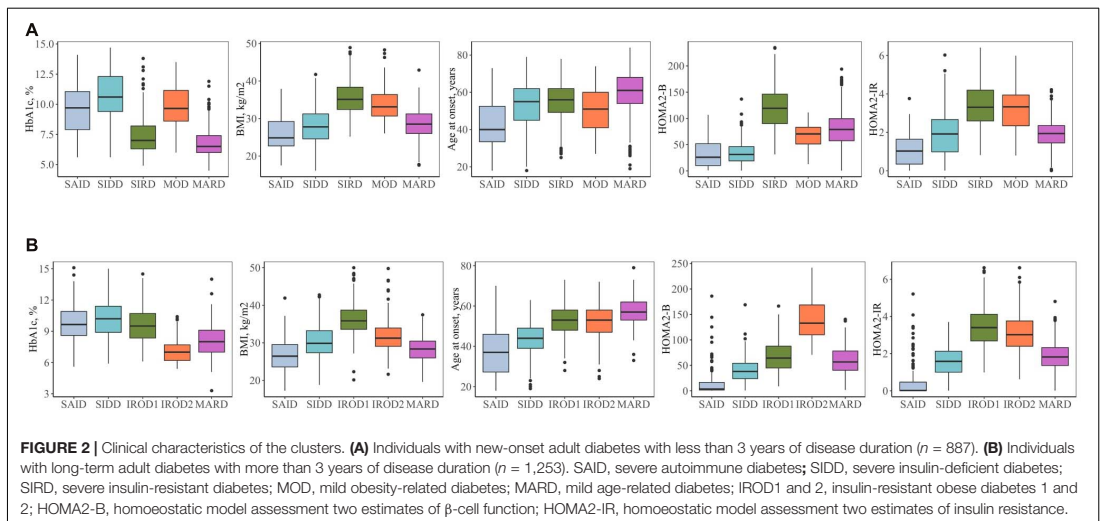 A
HbA1c, %
15.0
12.5
10.0
7.5
5.0
SAID SIDD SIRD MOD MARD
BMI, kg/m2
50
40
30
20
SAID SIDD SIRD MOD MARD
Age at onset, years
80
60
40
20
SAID SIDD SIRD MOD MARD
HOMA2-B
250
200
150
100
50
0
SAID SIDD SIRD MOD MARD
HOMA2-IR
6
4
2
0
SAID SIDD SIRD MOD MARD
B
HbA1c, %
15
12
9
6
3
SAID SIDD IROD1 IROD2 MARD
BMI, kg/m2
50
40
30
20
SAID SIDD IROD1 IROD2 MARD
Age at onset, years
80
60
40
20
SAID SIDD IROD1 IROD2 MARD
HOMA2-B
250
200
150
100
50
0
SAID SIDD IROD1 IROD2 MARD
HOMA2-IR
6
4
2
0
SAID SIDD IROD1 IROD2 MARD
FIGURE 2 | Clinical characteristics of the clusters. (A) Individuals with new-onset adult diabetes with less than 3 years of disease duration (n = 887). (B) Individuals
with long-term adult diabetes with more than 3 years of disease duration (n = 1,253). SAID, severe autoimmune diabetes; SIDD, severe insulin-deficient diabetes;
SIRD, severe insulin-resistant diabetes; MOD, mild obesity-related diabetes; MARD, mild age-related diabetes; IROD1 and 2, insulin-resistant obese diabetes 1 and
2; HOMA2-B, homoeostatic model assessment two estimates of β-cell function; HOMA2-IR, homoeostatic model assessment two estimates of insulin resistance.